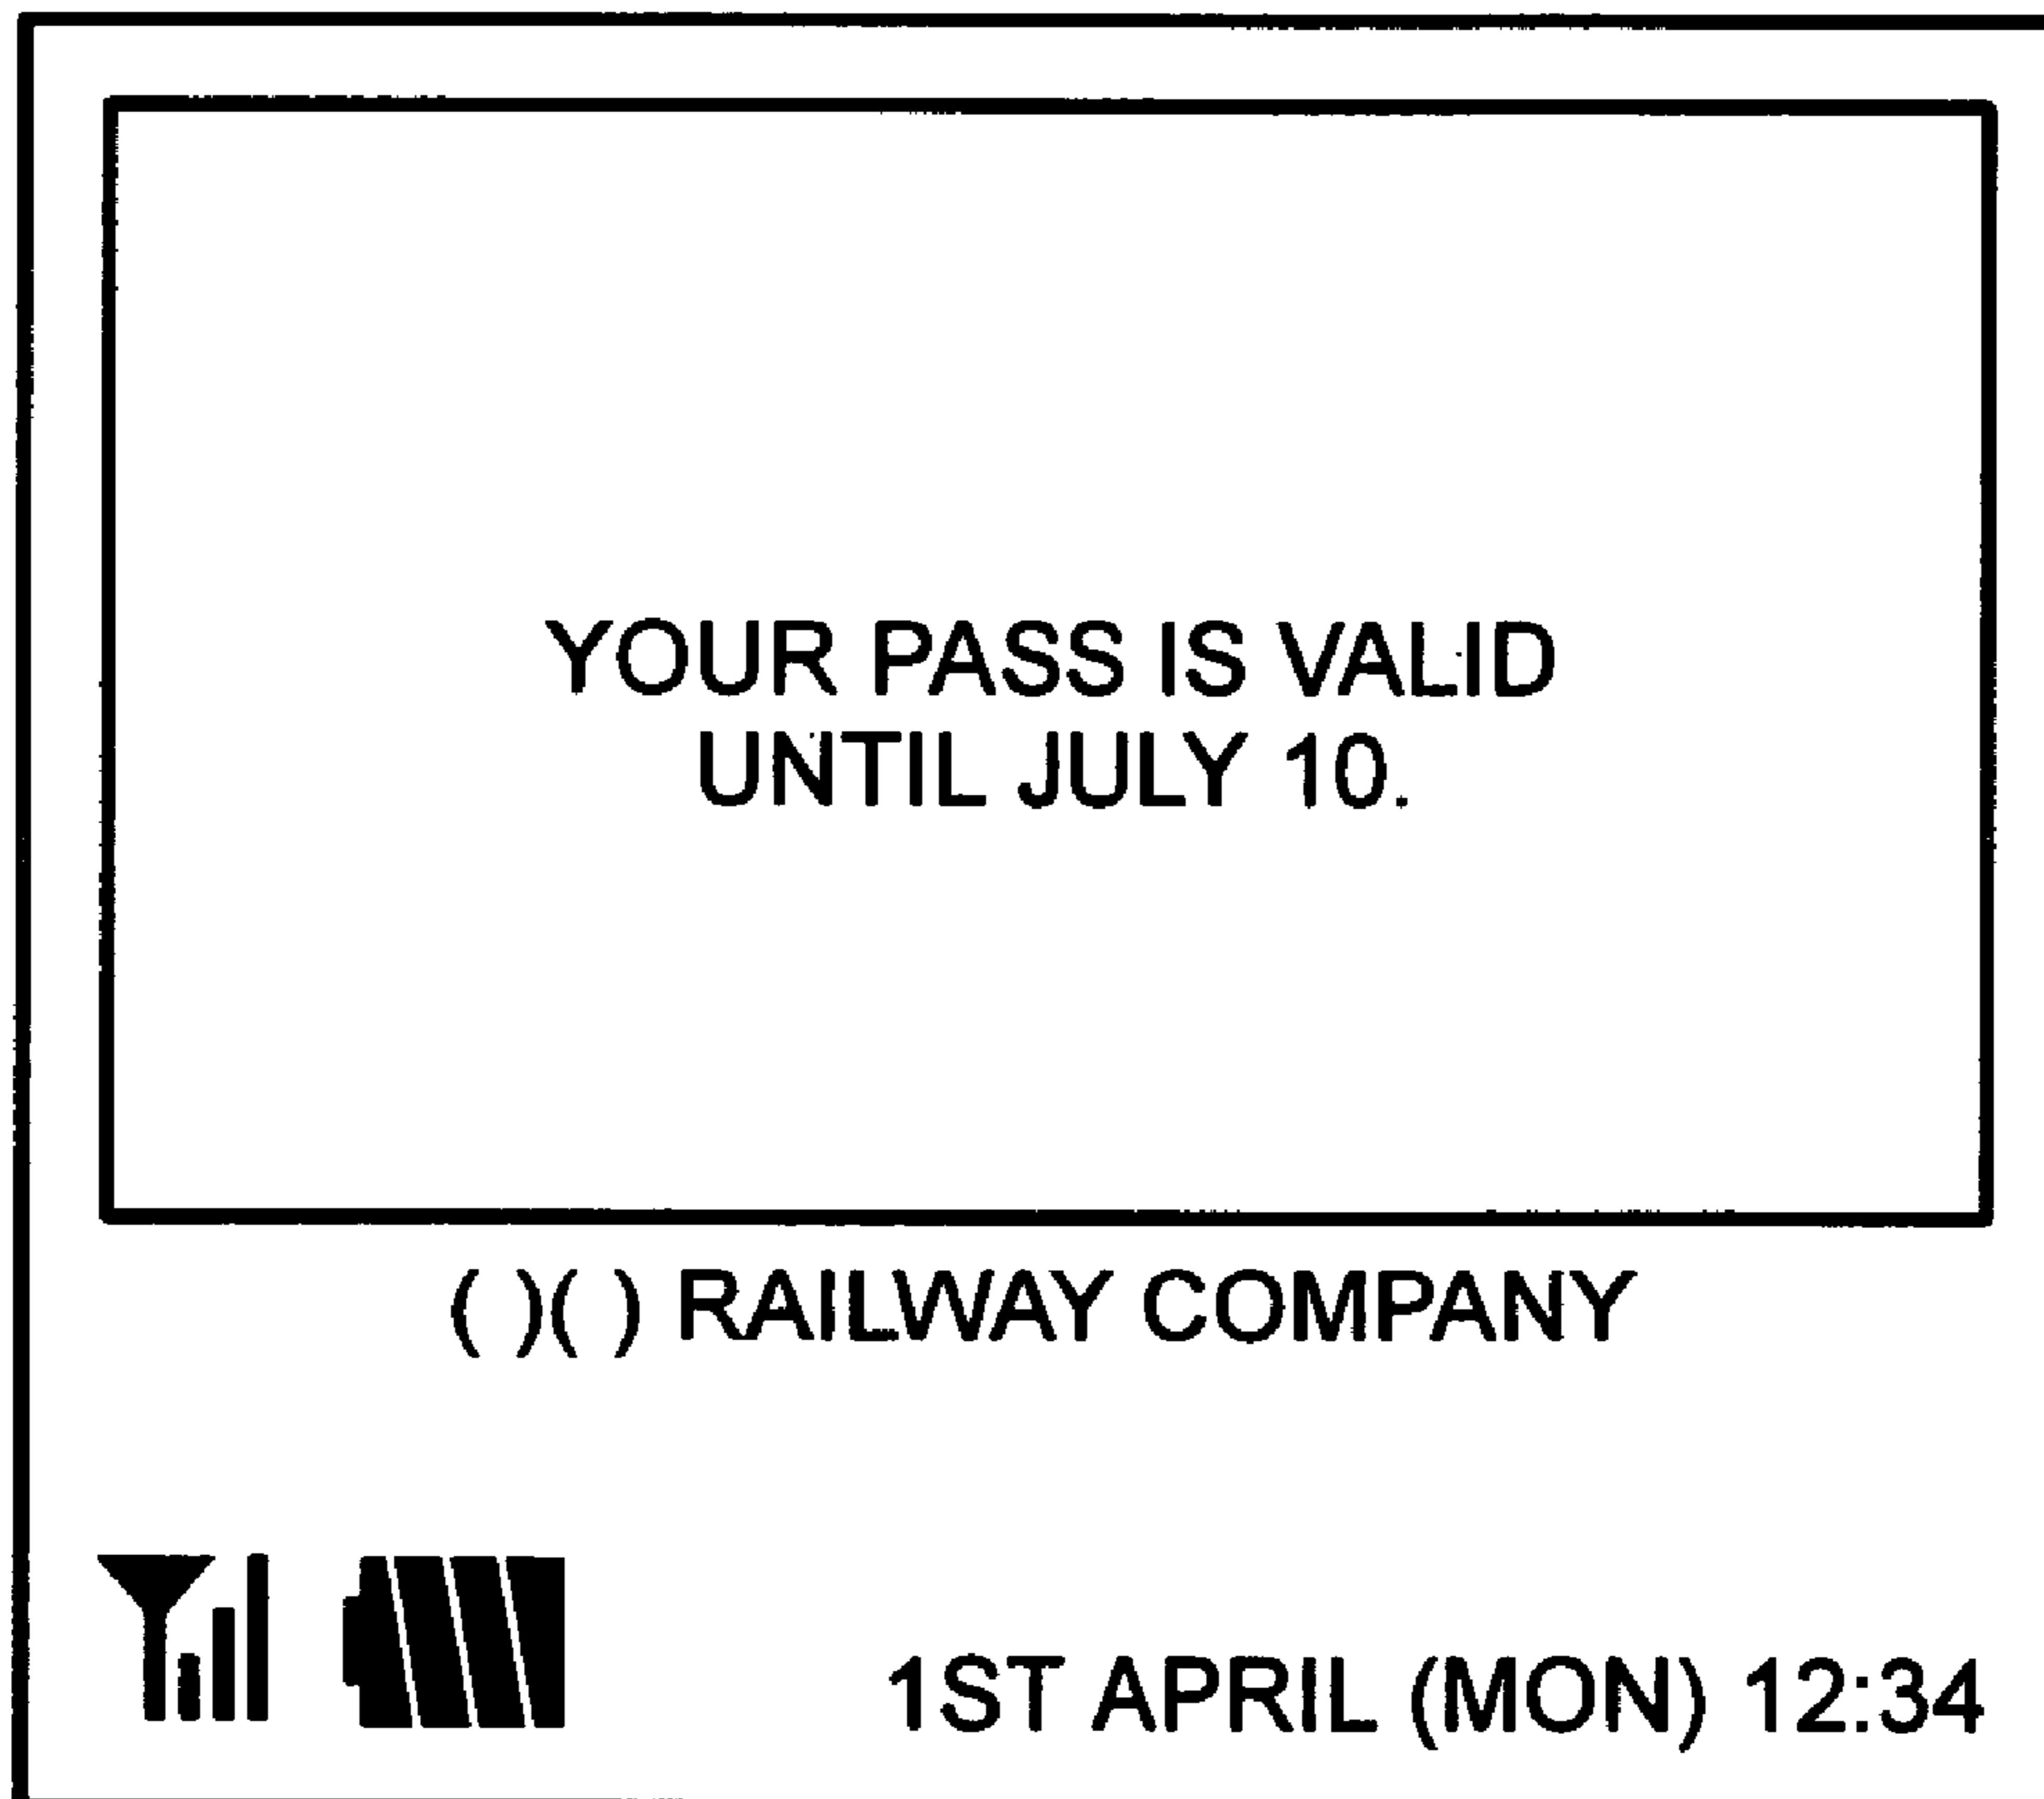 YOUR PASS IS VALID
UNTIL JULY 10.
( )( ) RAILWAY COMPANY
1ST APRIL (MON) 12:34